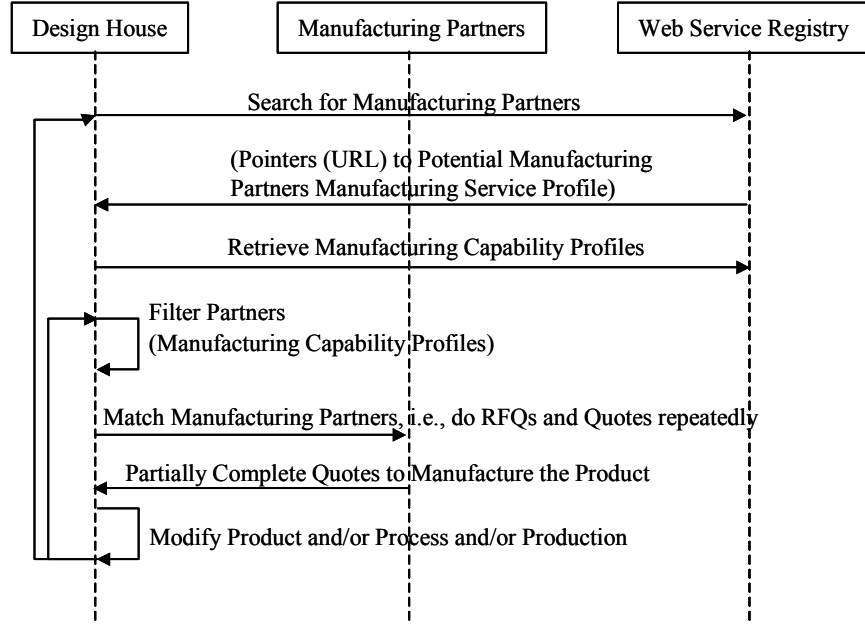 Design House
Manufacturing Partners
Web Service Registry
Search for Manufacturing Partners
(Pointers (URL) to Potential Manufacturing
Partners Manufacturing Service Profile)
Retrieve Manufacturing Capability Profiles
Filter Partners
(Manufacturing Capability Profiles)
Match Manufacturing Partners, i.e., do RFQs and Quotes repeatedly
Partially Complete Quotes to Manufacture the Product
Modify Product and/or Process and/or Production